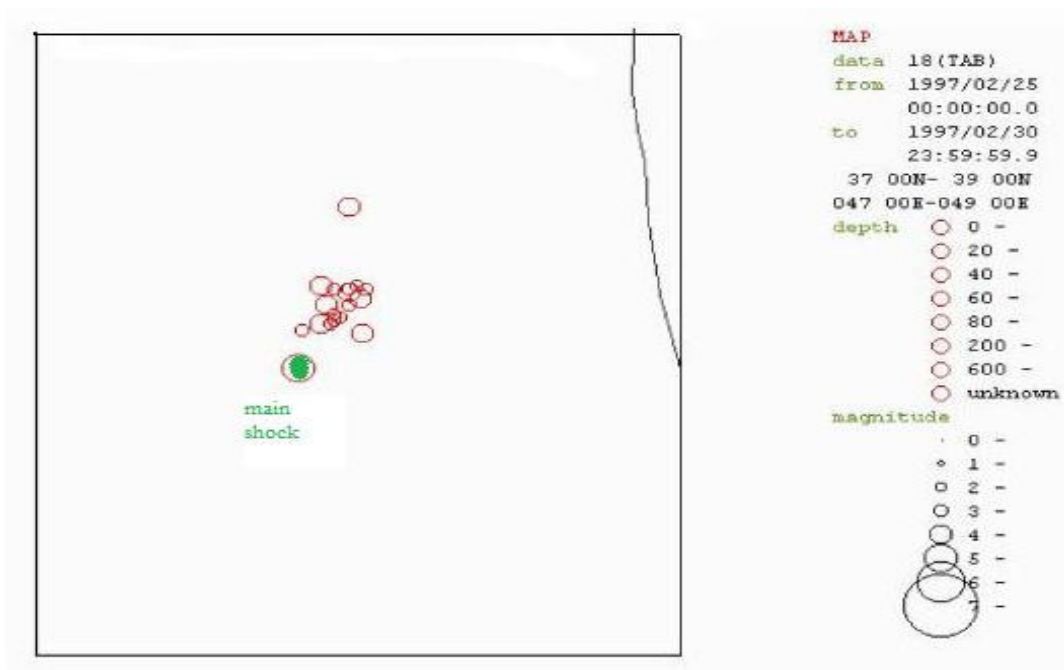 main
shock
MAP
data 18(TAB)
from 1997/02/25
00:00:00.0
to 1997/02/30
23:59:59.9
37 00N- 39 00N
047 00E-049 00E
depth 0 -
20 -
40 -
60 -
80 -
200 -
600 -
unknown
magnitude
0 -
1 -
2 -
3 -
4 -
5 -
6 -
7 -